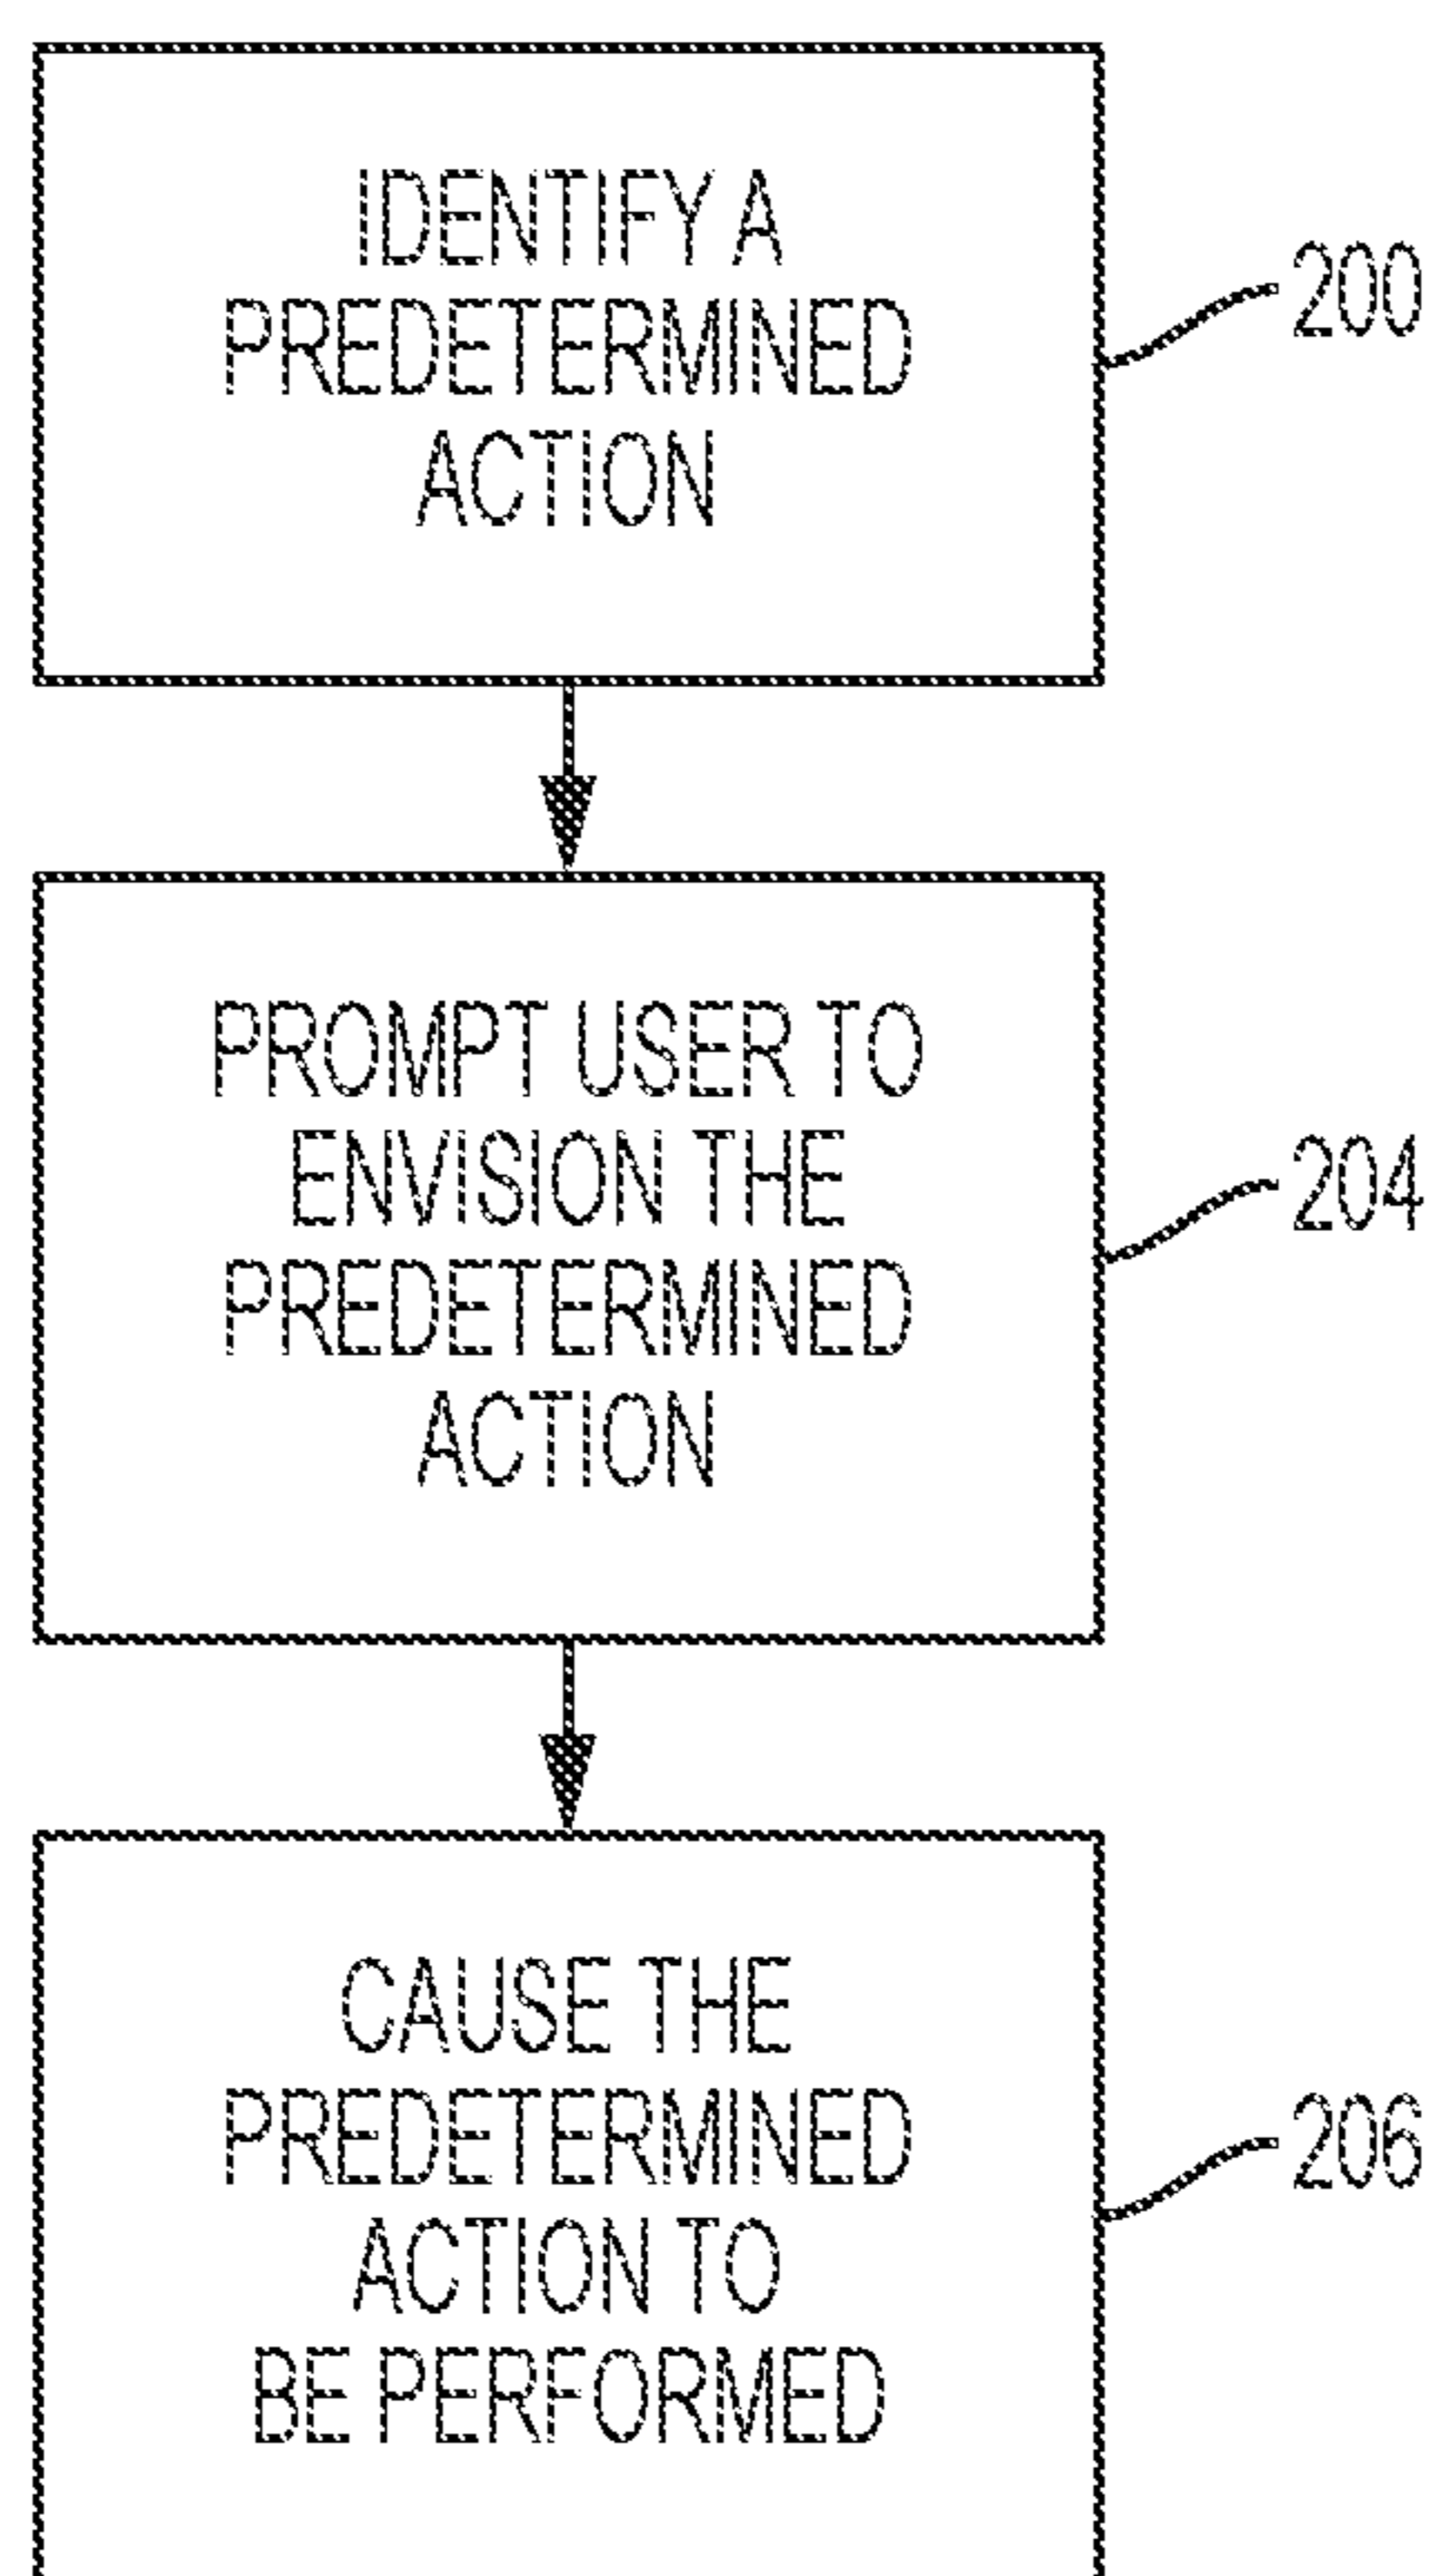 IDENTIFY A
PREDETERMINED
ACTION
200
PROMPT USER TO
ENVISION THE
PREDETERMINED
ACTION
204
CAUSE THE
PREDETERMINED
ACTION TO
BE PERFORMED
206